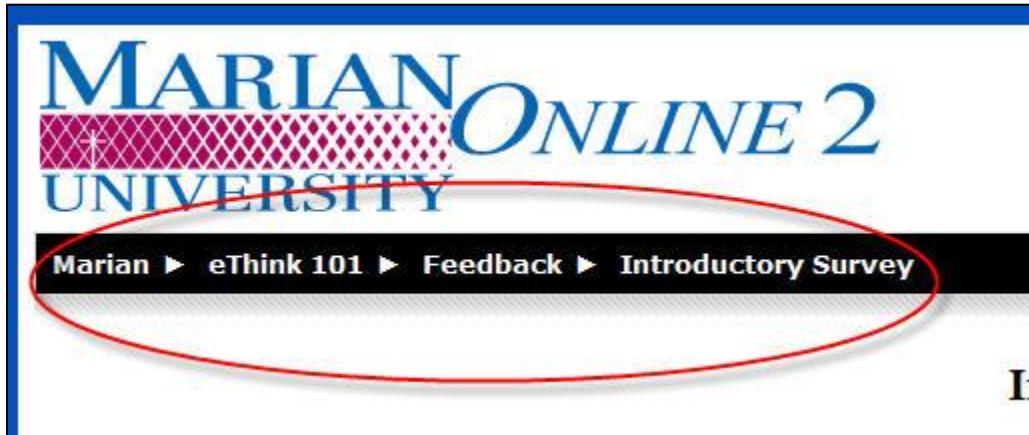 MARIAN
UNIVERSITY
ONLINE 2
Marian ► eThink 101 ► Feedback ► Introductory Survey